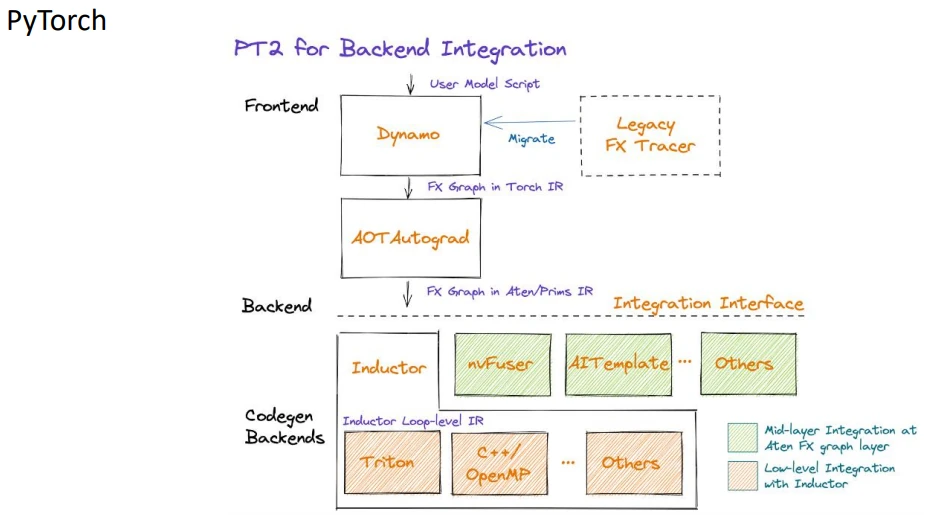 PyTorch
PT2 for Backend Integration
User Model Script
Frontend
Dynamo
Migrate
Legacy
FX Tracer
FX Graph in Torch IR
AOTAutograd
FX Graph in Aten/Prims IR
Backend
Integration Interface
Inductor
nvFuser
AITemplate
...
Others
Codegen
Backends
Inductor Loop-level IR
Triton
C++/
OpenMP
...
Others
Mid-layer Integration at
Aten FX graph layer
Low-level Integration
with Inductor